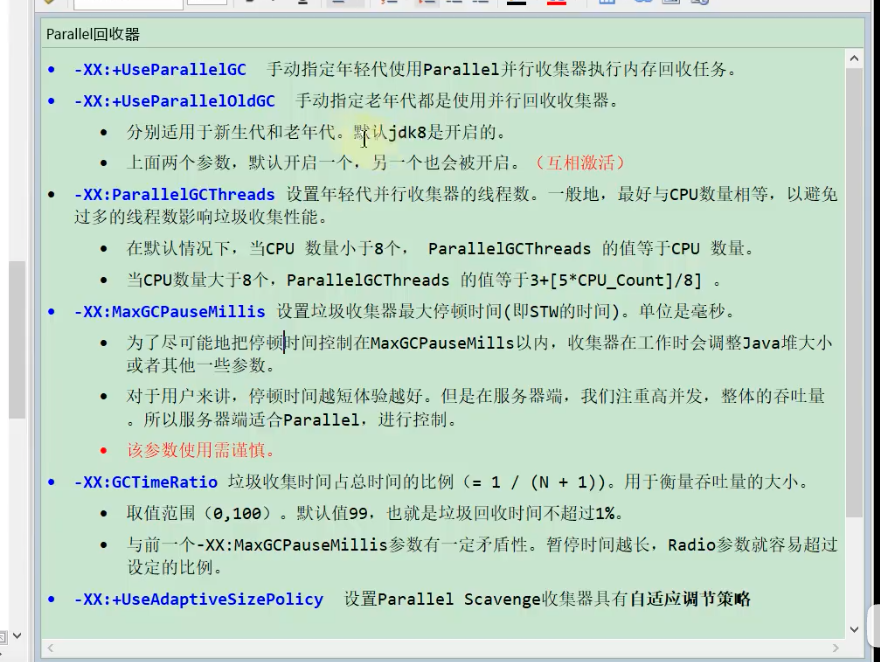 Parallel回收器
-XX:+UseParallelGC 手动指定年轻代使用Parallel并行收集器执行内存回收任务。
-XX:+UseParallelOldGC 手动指定老年代都是使用并行回收收集器。
分别适用于新生代和老年代。默认jdk8是开启的。
上面两个参数，默认开启一个，另一个也会被开启。（互相激活）
-XX:ParallelGCThreads 设置年轻代并行收集器的线程数。一般地，最好与CPU数量相等，以避免
过多的线程数影响垃圾收集性能。
在默认情况下，当CPU 数量小于8个， ParallelGCThreads 的值等于CPU 数量。
当CPU数量大于8个，ParallelGCThreads 的值等于3+[5*CPU_Count]/8] 。
-XX:MaxGCPauseMillis 设置垃圾收集器最大停顿时间(即STW的时间)。单位是毫秒。
为了尽可能地把停顿时间控制在MaxGCPauseMills以内，收集器在工作时会调整Java堆大小
或者其他一些参数。
对于用户来讲，停顿时间越短体验越好。但是在服务器端，我们注重高并发，整体的吞吐量
。所以服务器端适合Parallel，进行控制。
该参数使用需谨慎。
-XX:GCTimeRatio 垃圾收集时间占总时间的比例（= 1 / (N + 1)）。用于衡量吞吐量的大小。
取值范围（0,100）。默认值99，也就是垃圾回收时间不超过1%。
与前一个-XX:MaxGCPauseMillis参数有一定矛盾性。暂停时间越长，Radio参数就容易超过
设定的比例。
-XX:+UseAdaptiveSizePolicy 设置Parallel Scavenge收集器具有自适应调节策略